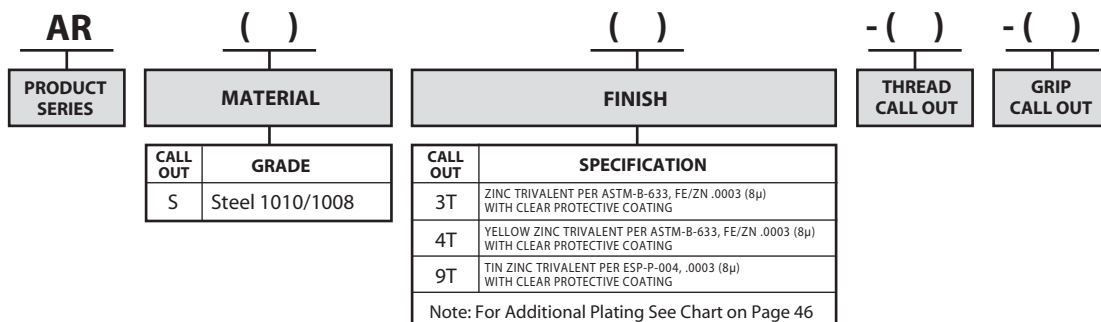 AR ( ) ( ) - ( ) - ( )
PRODUCT SERIES
MATERIAL
FINISH
THREAD CALL OUT
GRIP CALL OUT
CALL OUT GRADE
S Steel 1010/1008
CALL OUT SPECIFICATION
3T ZINC TRIVALENT PER ASTM-B-633, FE/ZN .0003 (8µ)
WITH CLEAR PROTECTIVE COATING
4T YELLOW ZINC TRIVALENT PER ASTM-B-633, FE/ZN .0003 (8µ)
WITH CLEAR PROTECTIVE COATING
9T TIN ZINC TRIVALENT PER ESP-P-004, .0003 (8µ)
WITH CLEAR PROTECTIVE COATING
Note: For Additional Plating See Chart on Page 46